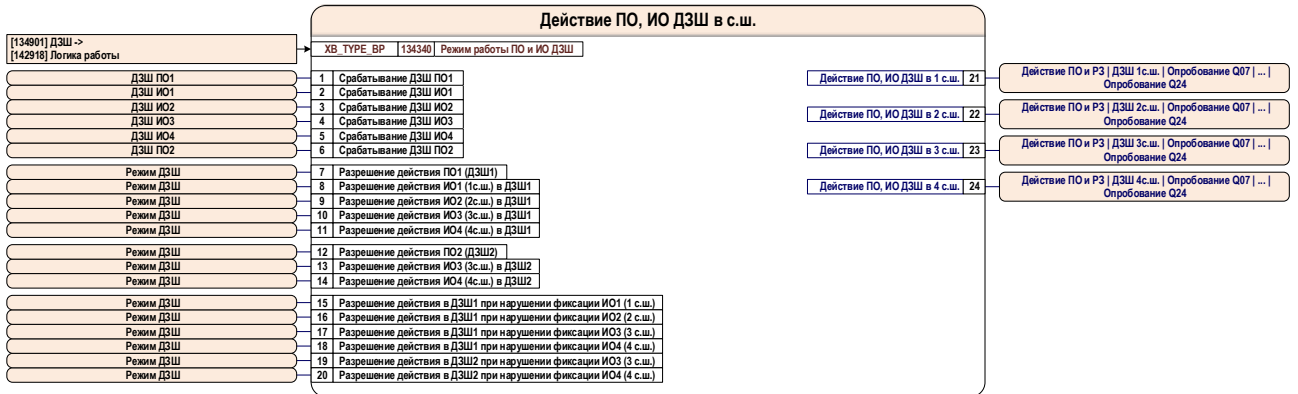 Действие ПО, ИО ДЗШ в с.ш.
[134901] ДЗШ ->
[142918] Логика работы
XB_TYPE_BP 134340 Режим работы ПО и ИО ДЗШ
ДЗШ ПО1 1 Срабатывание ДЗШ ПО1
ДЗШ ИО1 2 Срабатывание ДЗШ ИО1
ДЗШ ИО2 3 Срабатывание ДЗШ ИО2
ДЗШ ИО3 4 Срабатывание ДЗШ ИО3
ДЗШ ИО4 5 Срабатывание ДЗШ ИО4
ДЗШ ПО2 6 Срабатывание ДЗШ ПО2
Режим ДЗШ 7 Разрешение действия ПО1 (ДЗШ1)
Режим ДЗШ 8 Разрешение действия ИО1 (1с.ш.) в ДЗШ1
Режим ДЗШ 9 Разрешение действия ИО2 (2с.ш.) в ДЗШ1
Режим ДЗШ 10 Разрешение действия ИО3 (3с.ш.) в ДЗШ1
Режим ДЗШ 11 Разрешение действия ИО4 (4с.ш.) в ДЗШ1
Режим ДЗШ 12 Разрешение действия ПО2 (ДЗШ2)
Режим ДЗШ 13 Разрешение действия ИО3 (3с.ш.) в ДЗШ2
Режим ДЗШ 14 Разрешение действия ИО4 (4с.ш.) в ДЗШ2
Режим ДЗШ 15 Разрешение действия в ДЗШ1 при нарушении фиксации ИО1 (1 с.ш.)
Режим ДЗШ 16 Разрешение действия в ДЗШ1 при нарушении фиксации ИО2 (2 с.ш.)
Режим ДЗШ 17 Разрешение действия в ДЗШ1 при нарушении фиксации ИО3 (3 с.ш.)
Режим ДЗШ 18 Разрешение действия в ДЗШ1 при нарушении фиксации ИО4 (4 с.ш.)
Режим ДЗШ 19 Разрешение действия в ДЗШ2 при нарушении фиксации ИО3 (3 с.ш.)
Режим ДЗШ 20 Разрешение действия в ДЗШ2 при нарушении фиксации ИО4 (4 с.ш.)
Действие ПО, ИО ДЗШ в 1 с.ш. 21
Действие ПО и РЗ | ДЗШ 1с.ш. | Опробование Q07 | ... |
Опробование Q24
Действие ПО, ИО ДЗШ в 2 с.ш. 22
Действие ПО и РЗ | ДЗШ 2с.ш. | Опробование Q07 | ... |
Опробование Q24
Действие ПО, ИО ДЗШ в 3 с.ш. 23
Действие ПО и РЗ | ДЗШ 3с.ш. | Опробование Q07 | ... |
Опробование Q24
Действие ПО, ИО ДЗШ в 4 с.ш. 24
Действие ПО и РЗ | ДЗШ 4с.ш. | Опробование Q07 | ... |
Опробование Q24